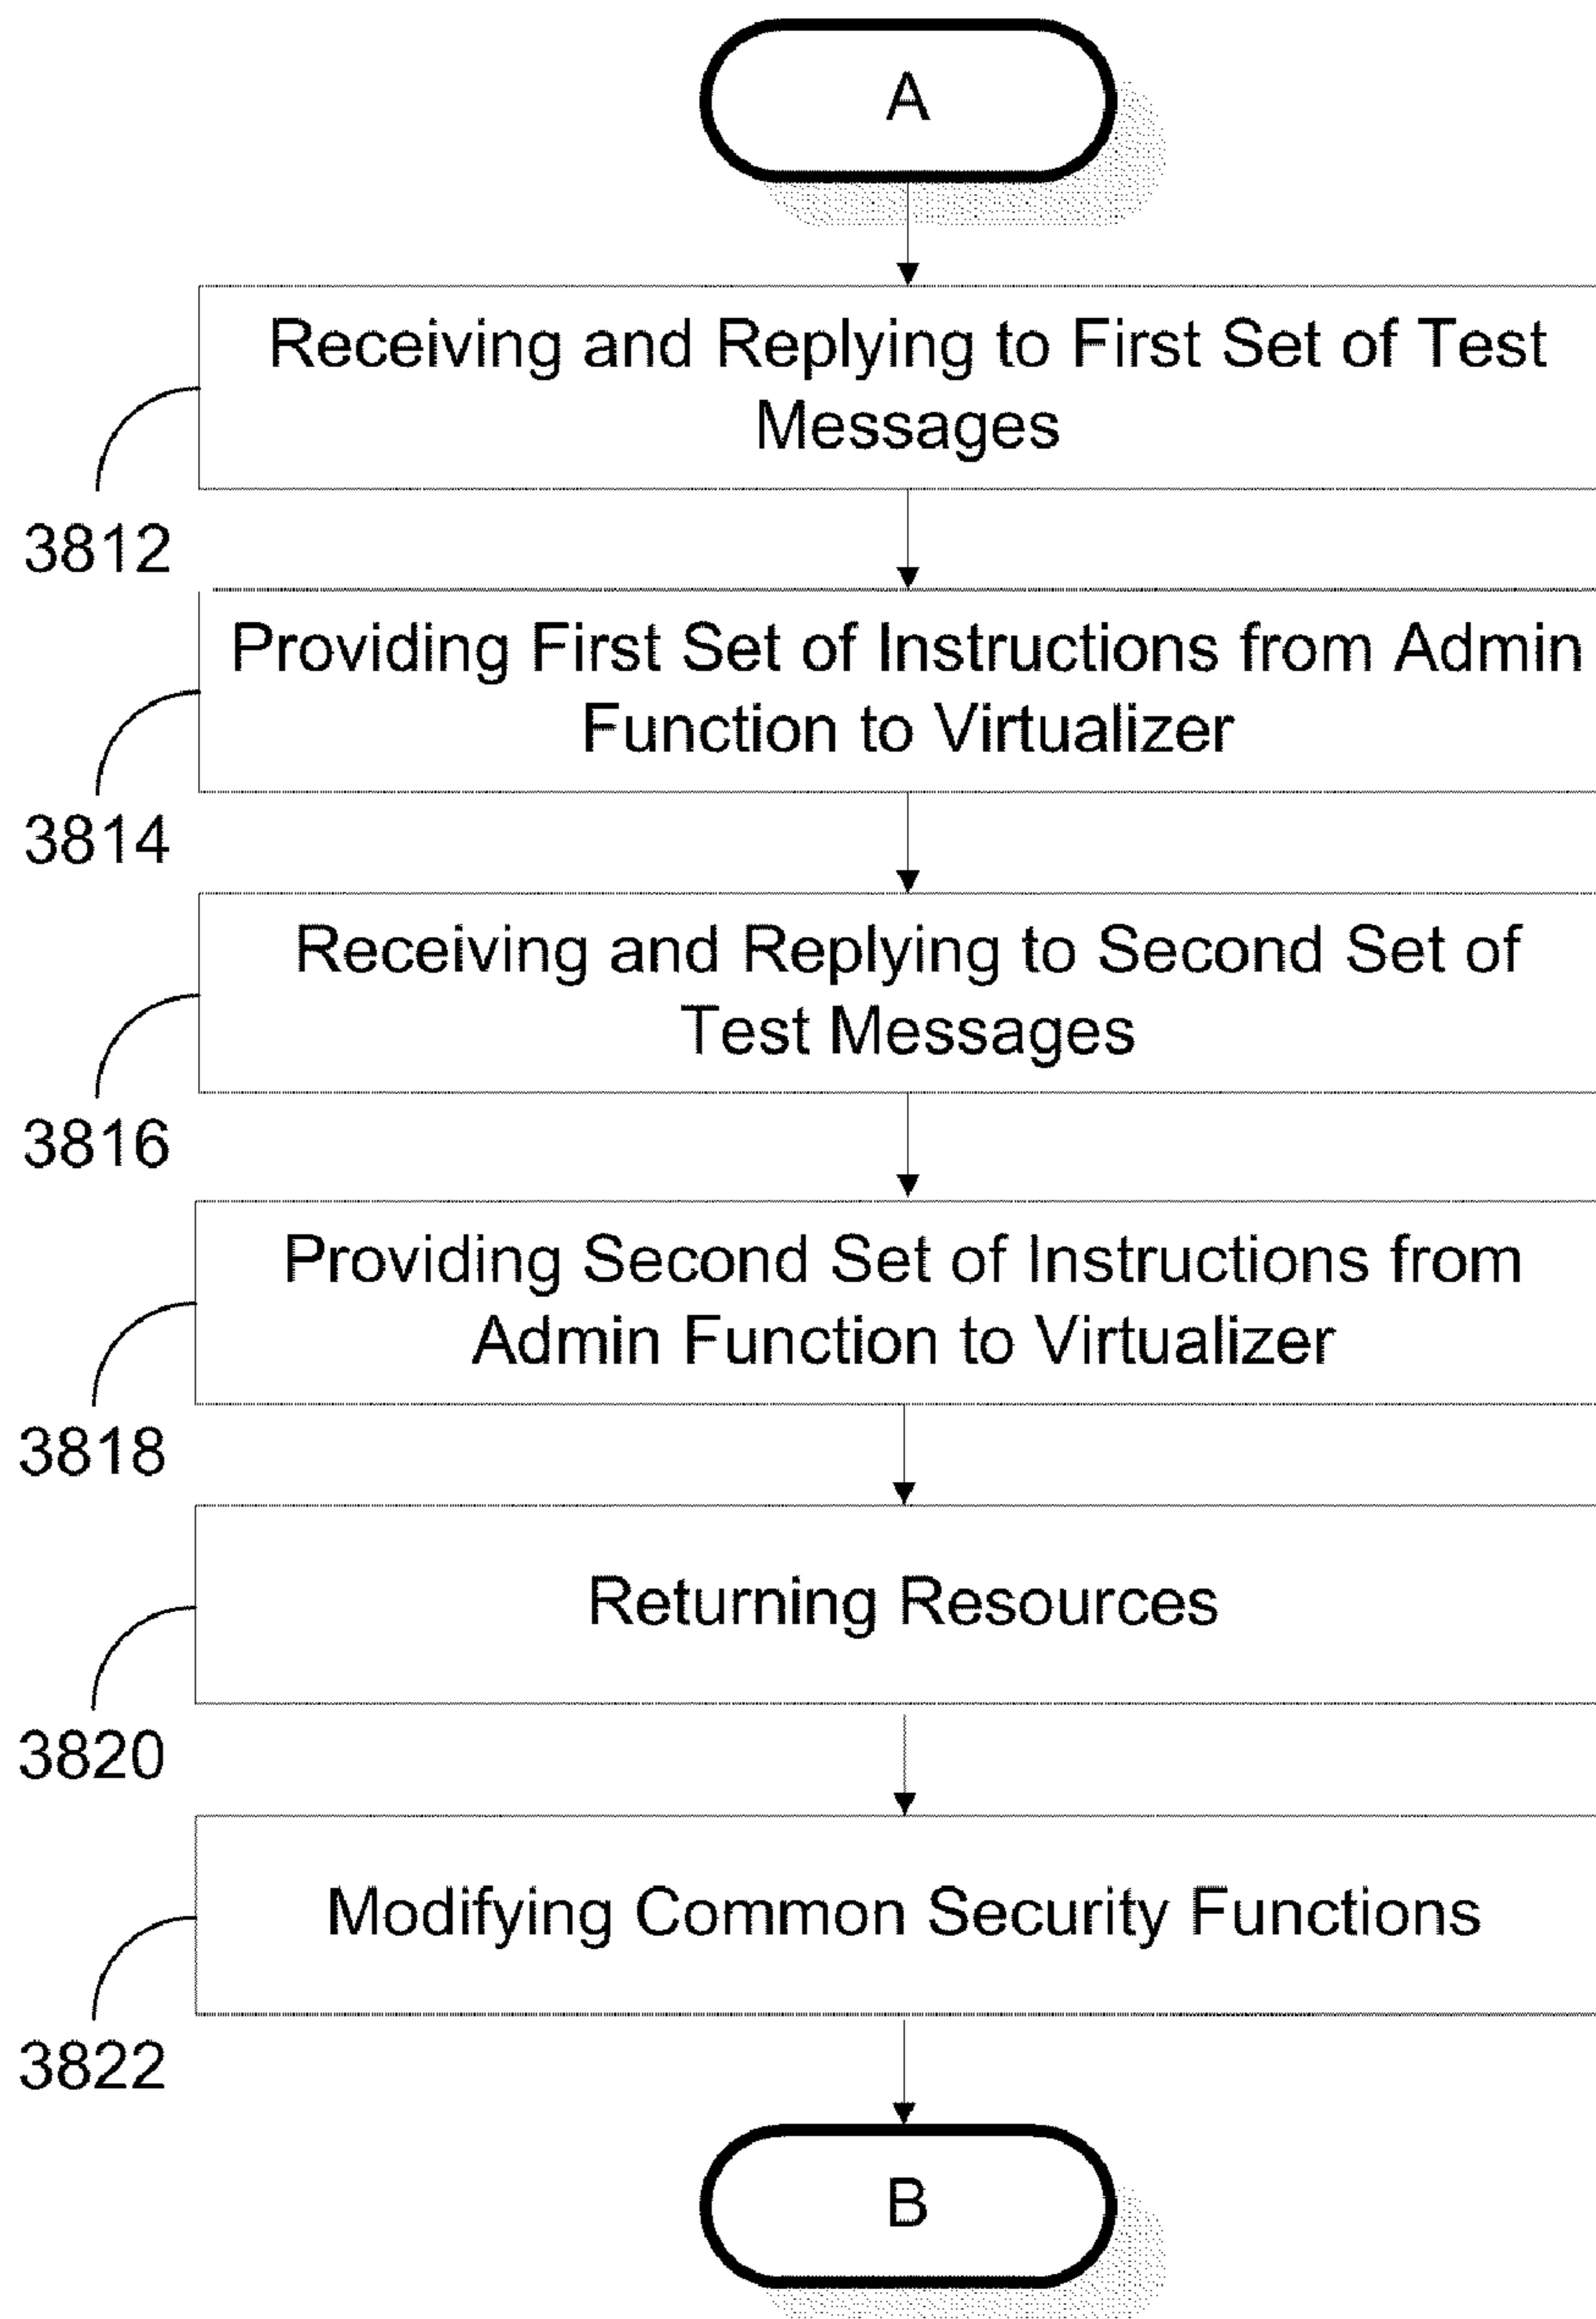 A
Receiving and Replying to First Set of Test
Messages
3812
Providing First Set of Instructions from Admin
Function to Virtualizer
3814
Receiving and Replying to Second Set of
Test Messages
3816
Providing Second Set of Instructions from
Admin Function to Virtualizer
3818
Returning Resources
3820
Modifying Common Security Functions
3822
B